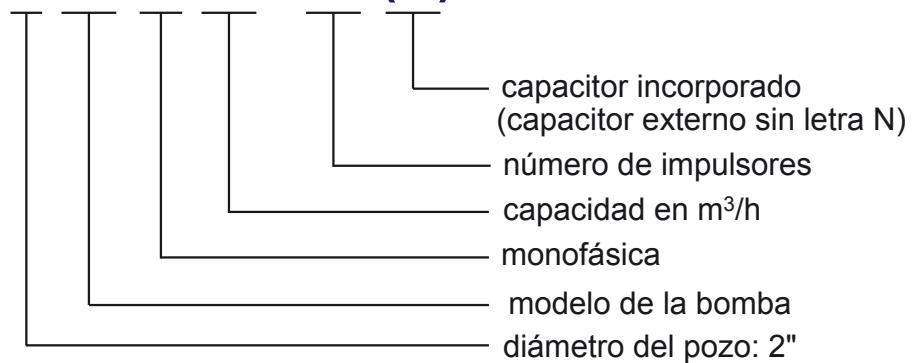 capacitor incorporado
(capacitor externo sin letra N)
número de impulsores
capacidad en m³/h
monofásica
modelo de la bomba
diámetro del pozo: 2"